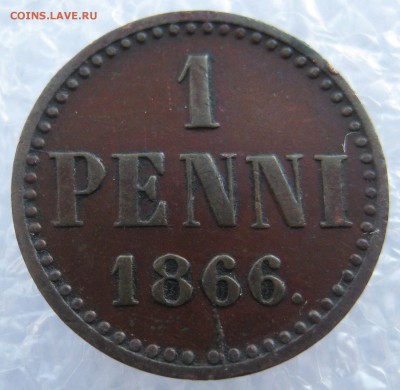 COINS.LAVE.RU
1
PENNI
1866.